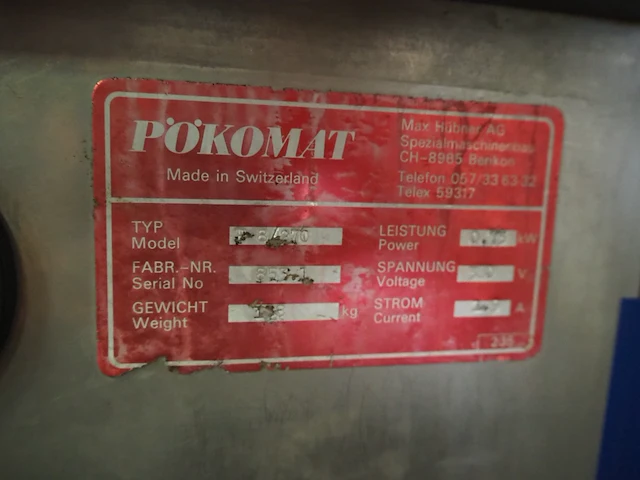 PÖKOMAT
Made in Switzerland
Max Hübner AG
Spezialmaschinenbau
CH-8965 Berikon
Telefon 057/33 63 32
Telex 59317
TYP
Model
FABR.-NR.
Serial No
GEWICHT
Weight
kg
LEISTUNG
Power
kW
SPANNUNG
Voltage
V
STROM
Current
A